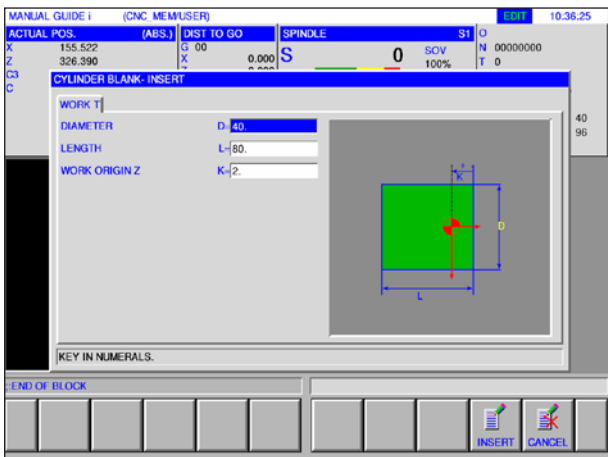 MANUAL GUIDE i (CNC_MEM/USER) EDIT 10:36:25
ACTUAL POS. (ABS.) DIST TO GO SPINDLE S1 O
X 155.522 G 00 S 0 SOV N 00000000
Z 326.390 X 0.000 100% T 0
C3
C
CYLINDER BLANK- INSERT
WORK T
40
96
DIAMETER D=40.
LENGTH L=80.
WORK ORIGIN Z K=2.
K
D
L
KEY IN NUMERALS.
;:END OF BLOCK
INSERT CANCEL